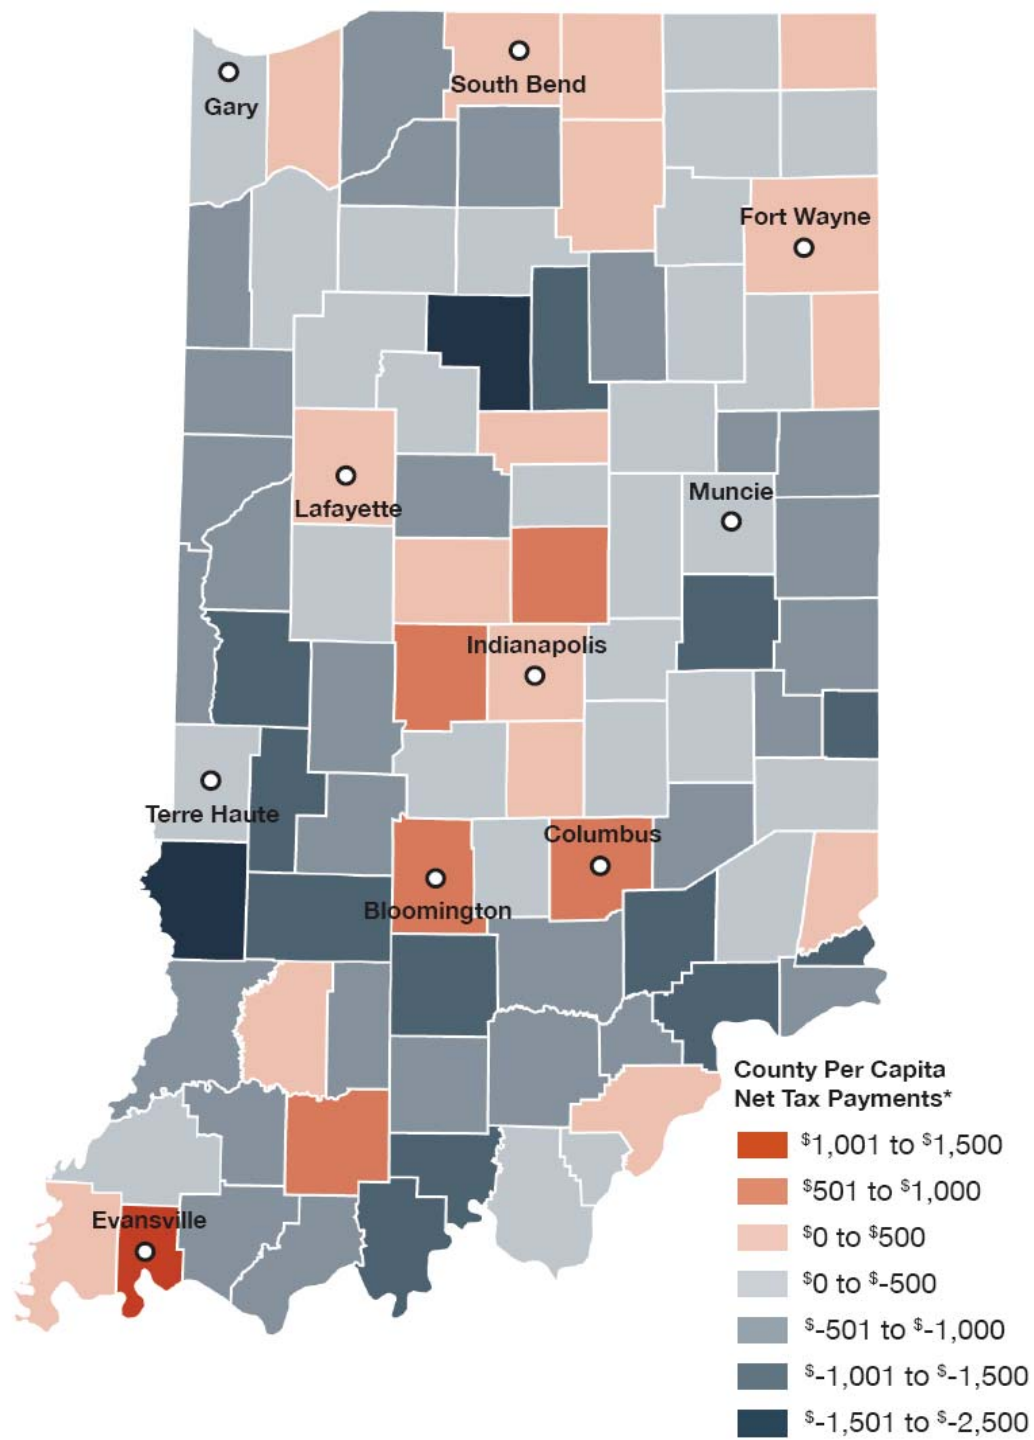 South Bend
Gary
Fort Wayne
Muncie
Lafayette
Indianapolis
Terre Haute
Columbus
Bloomington
Evansville
County Per Capita
Net Tax Payments*
$1,001 to $1,500
$501 to $1,000
$0 to $500
$0 to $-500
$-501 to $-1,000
$-1,001 to $-1,500
$-1,501 to $-2,500